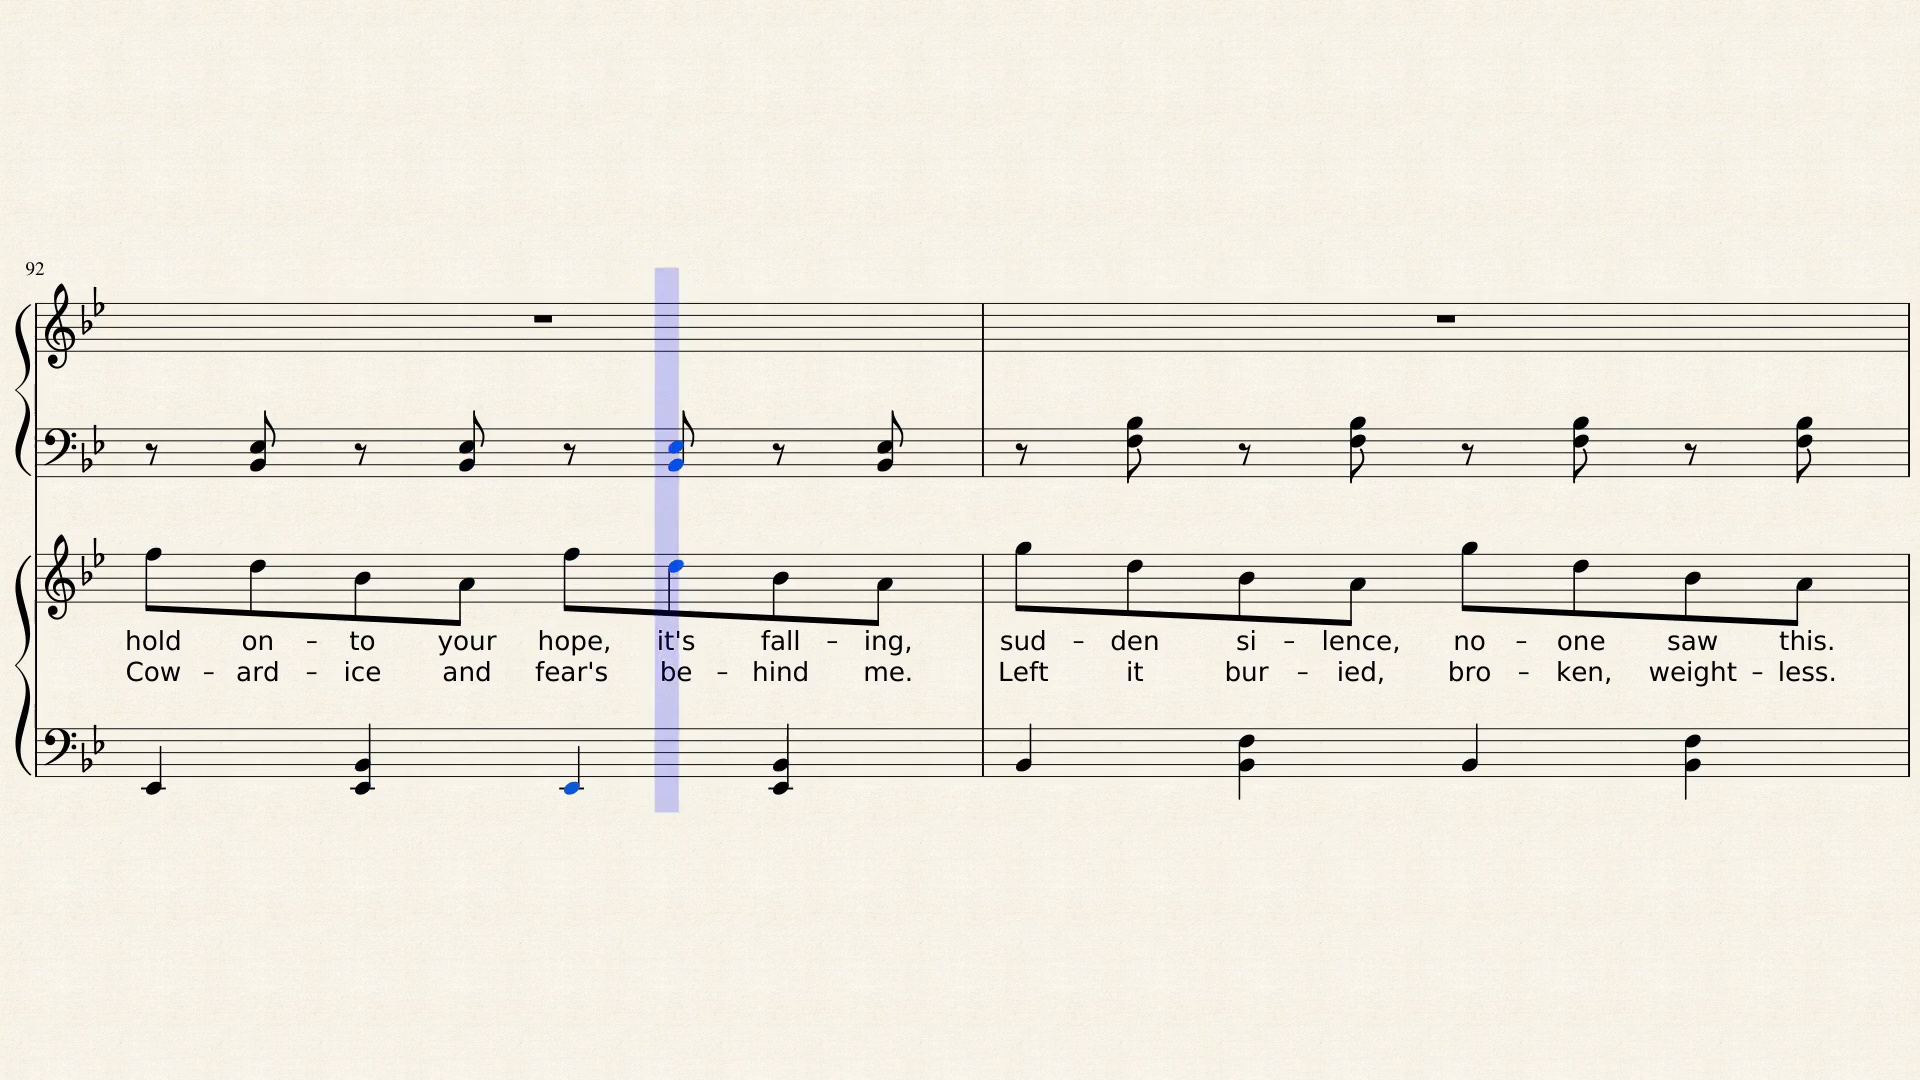 92
hold on – to your hope, it's fall – ing, sud – den si – lence, no – one saw this.
Cow – ard – ice and fear's be – hind me. Left it bur – ied, bro – ken, weight – less.